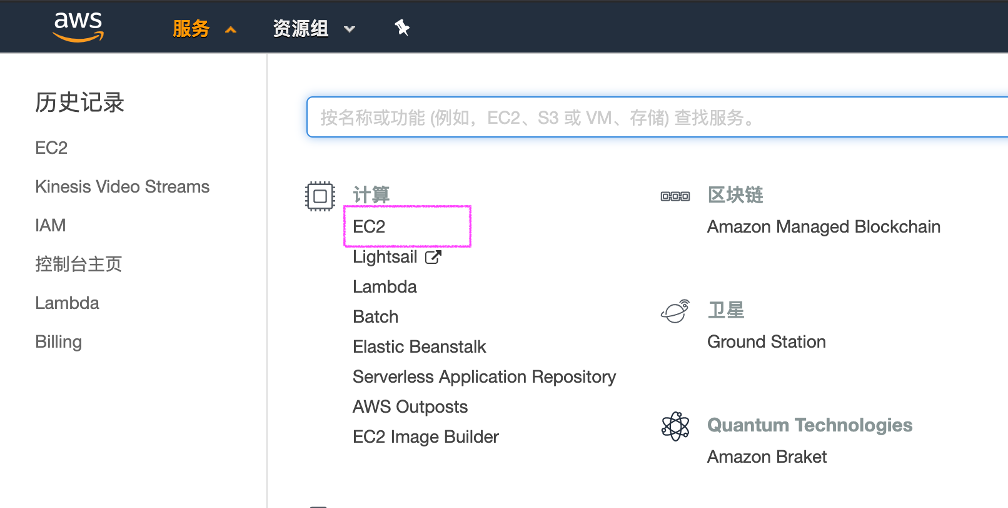 aws 服务 资源组
历史记录
EC2
Kinesis Video Streams
IAM
控制台主页
Lambda
Billing
按名称或功能 (例如，EC2、S3 或 VM、存储) 查找服务。
计算
EC2
Lightsail
Lambda
Batch
Elastic Beanstalk
Serverless Application Repository
AWS Outposts
EC2 Image Builder
区块链
Amazon Managed Blockchain
卫星
Ground Station
Quantum Technologies
Amazon Braket